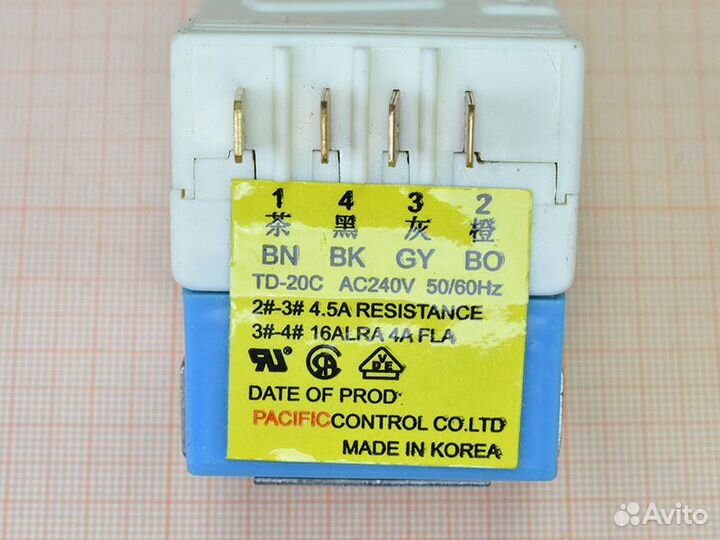 1 4 3 2
茶 黑 灰 橙
BN BK GY BO
TD-20C AC240V 50/60Hz
2#-3# 4.5A RESISTANCE
3#-4# 16ALRA 4A FLA
DATE OF PROD
PACIFICCONTROL CO.LTD
MADE IN KOREA
Avito